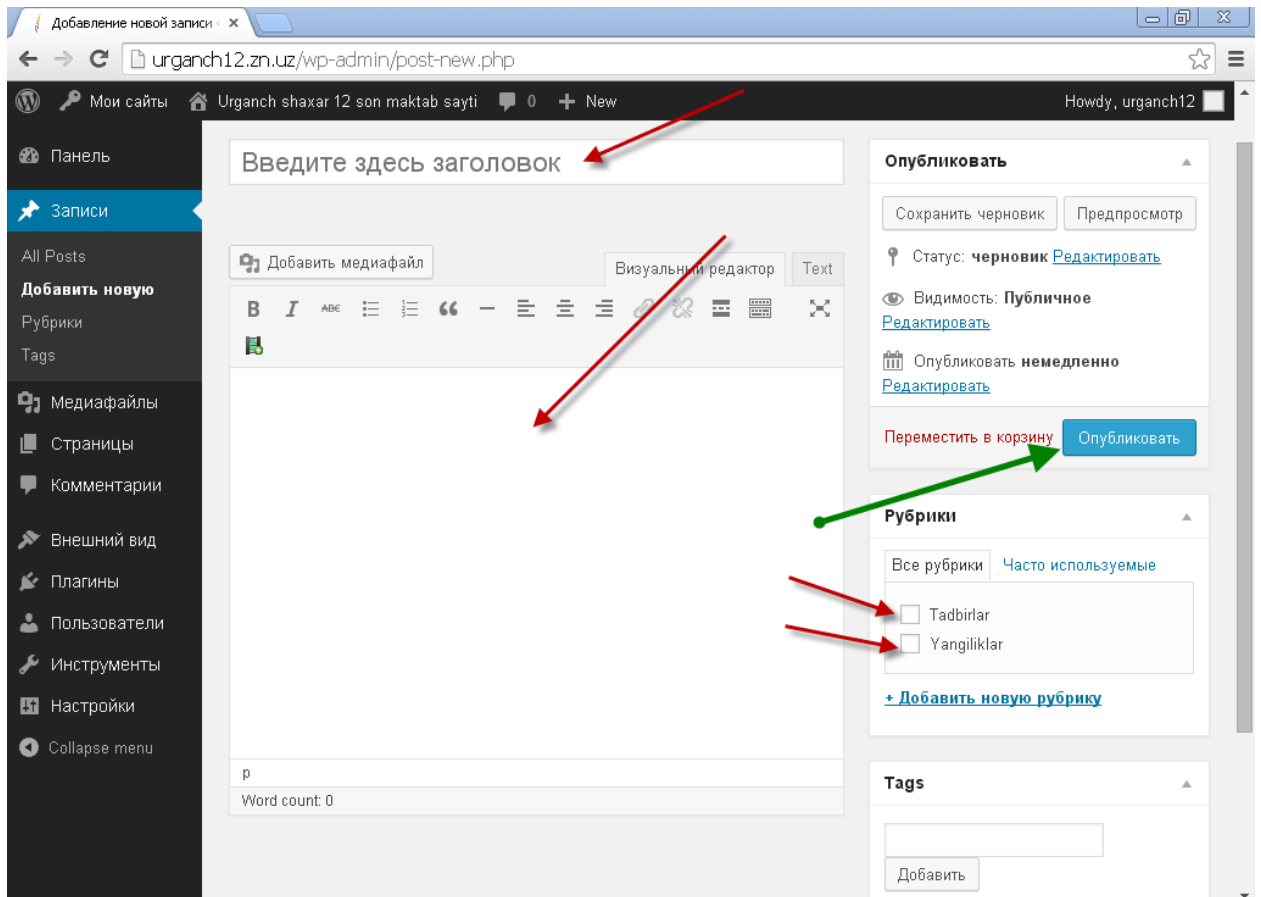 Добавление новой записи ‹
urganch12.zn.uz/wp-admin/post-new.php
Мои сайты Urganch shaxar 12 son maktab sayti 0 + New Howdy, urganch12
Панель
Записи
All Posts
Добавить новую
Рубрики
Tags
Медиафайлы
Страницы
Комментарии
Внешний вид
Плагины
Пользователи
Инструменты
Настройки
Collapse menu
Введите здесь заголовок
Добавить медиафайл
Визуальный редактор Text
B I ABC
p
Word count: 0
Опубликовать
Сохранить черновик Предпросмотр
Статус: черновик Редактировать
Видимость: Публичное
Редактировать
Опубликовать немедленно
Редактировать
Переместить в корзину Опубликовать
Рубрики
Все рубрики Часто используемые
Tadbirlar
Yangiliklar
+ Добавить новую рубрику
Tags
Добавить